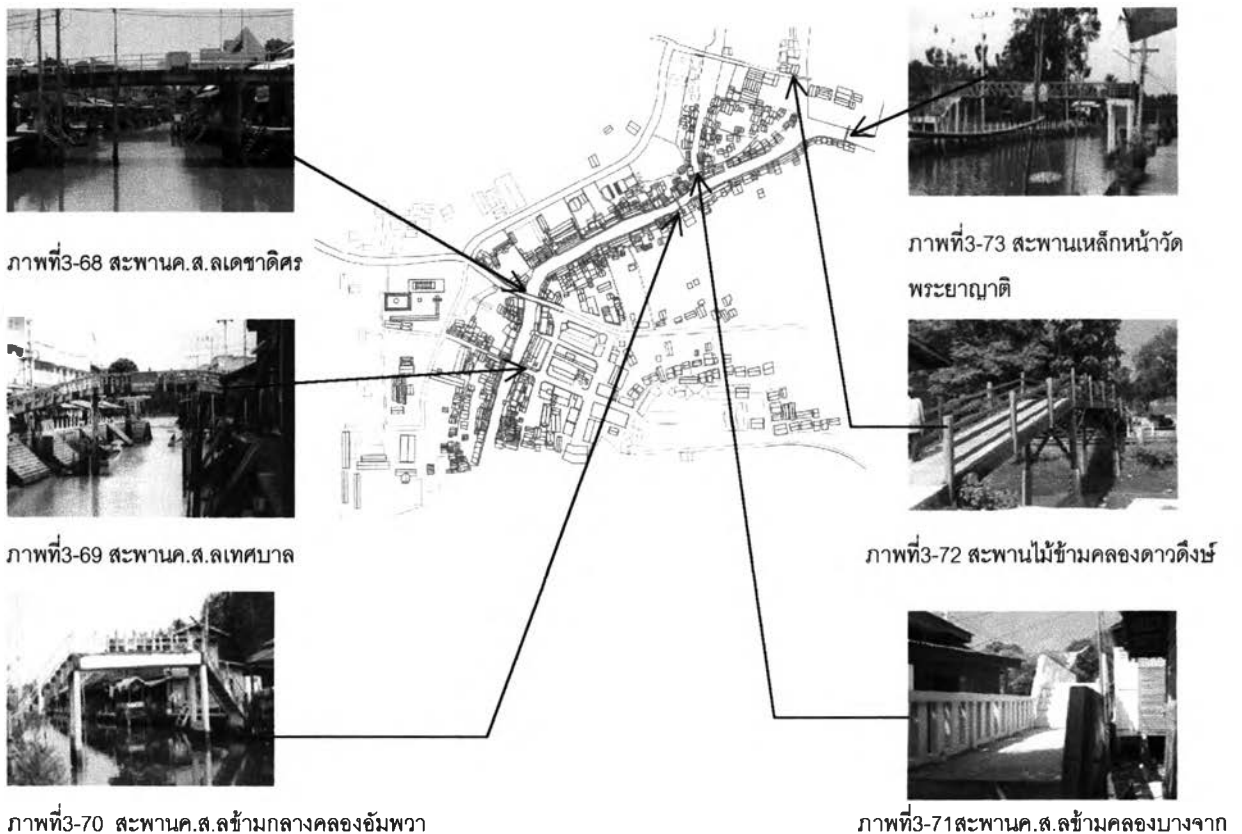 ภาพที่3-68 สะพานค.ส.ลเดชาดิศร
ภาพที่3-69 สะพานค.ส.ลเทศบาล
ภาพที่3-70 สะพานค.ส.ลข้ามกลางคลองอัมพวา
ภาพที่3-73 สะพานเหล็กหน้าวัด
พระยาญาติ
ภาพที่3-72 สะพานไม้ข้ามคลองดาวดึงษ์
ภาพที่3-71สะพานค.ส.ลข้ามคลองบางจาก